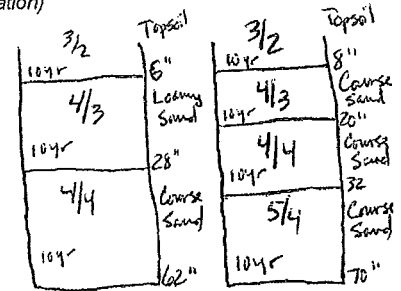 ation)
3/2 Topsoil
10yr 6"
4/3 Loamy Sand
10yr 28"
4/4 Course Sand
10yr 62"
3/2 Topsoil
10yr 8"
4/3 Course Sand
10yr 20"
4/4 Course Sand
10yr 32
5/4 Course Sand
10yr 70"